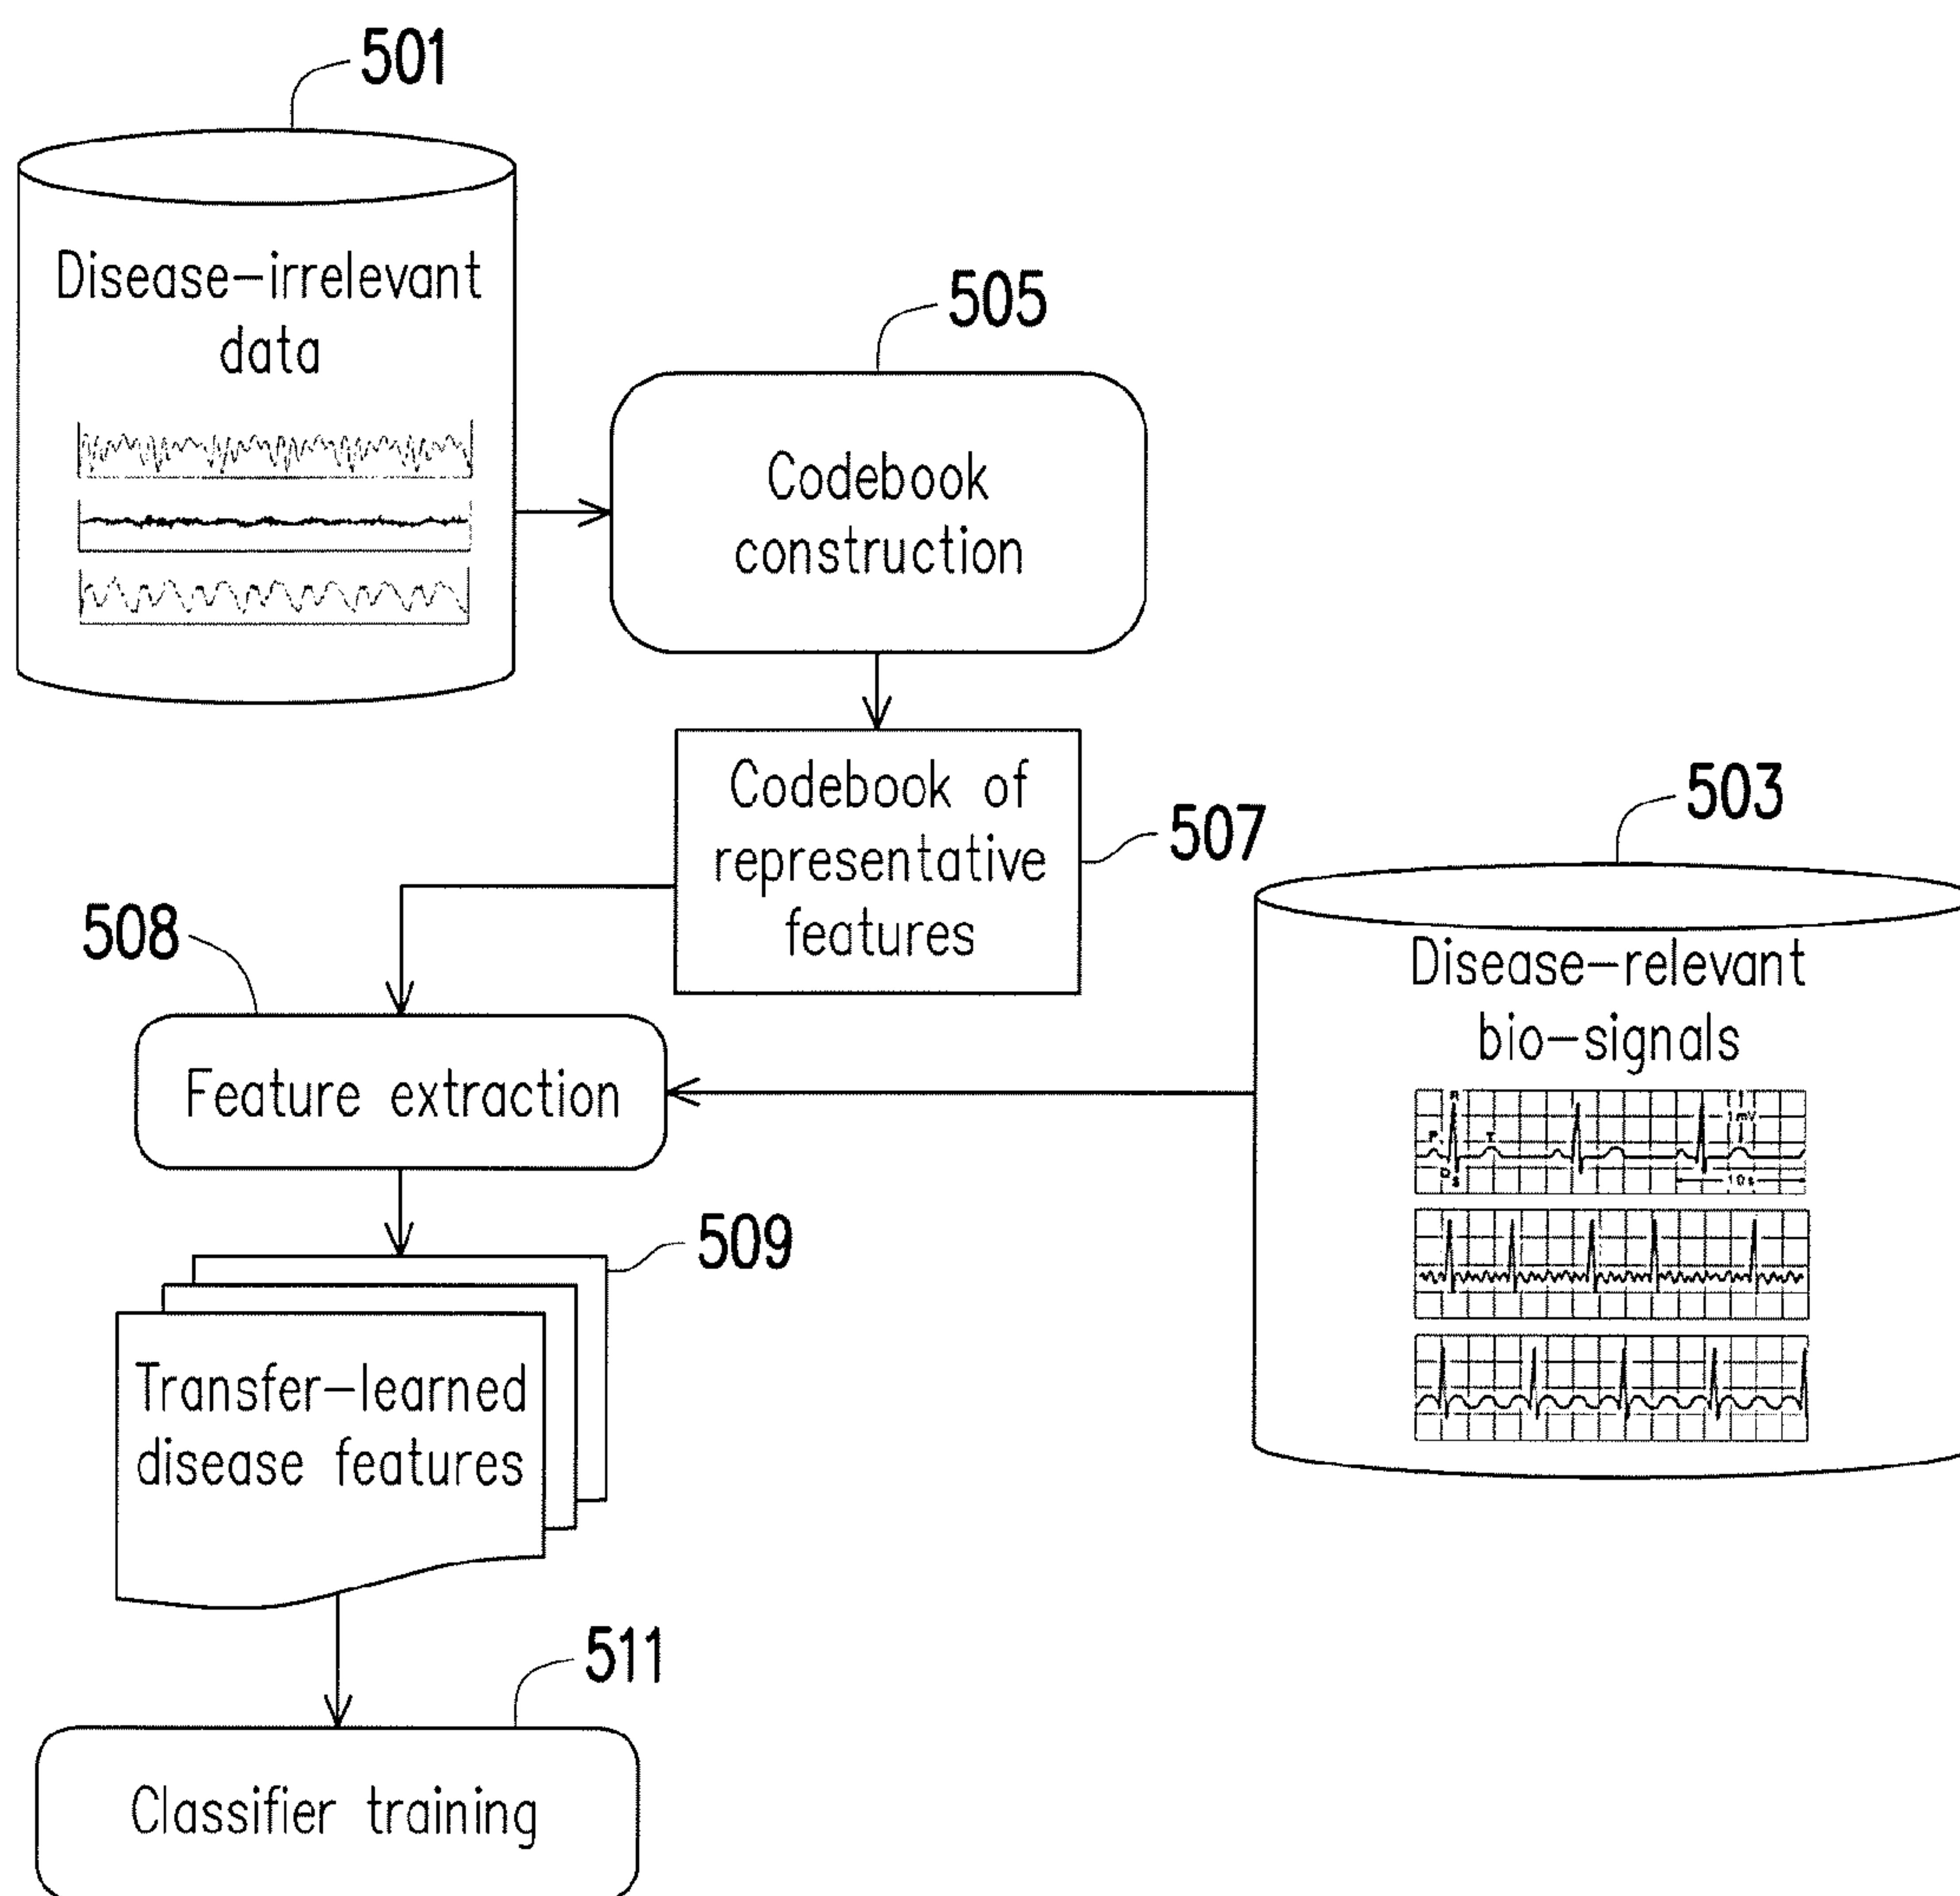 501
Disease-irrelevant
data
505
Codebook
construction
Codebook of
representative
features
507
503
Disease-relevant
bio-signals
R
1mV
P
T
S
508
Feature extraction
509
Transfer-learned
disease features
511
Classifier training